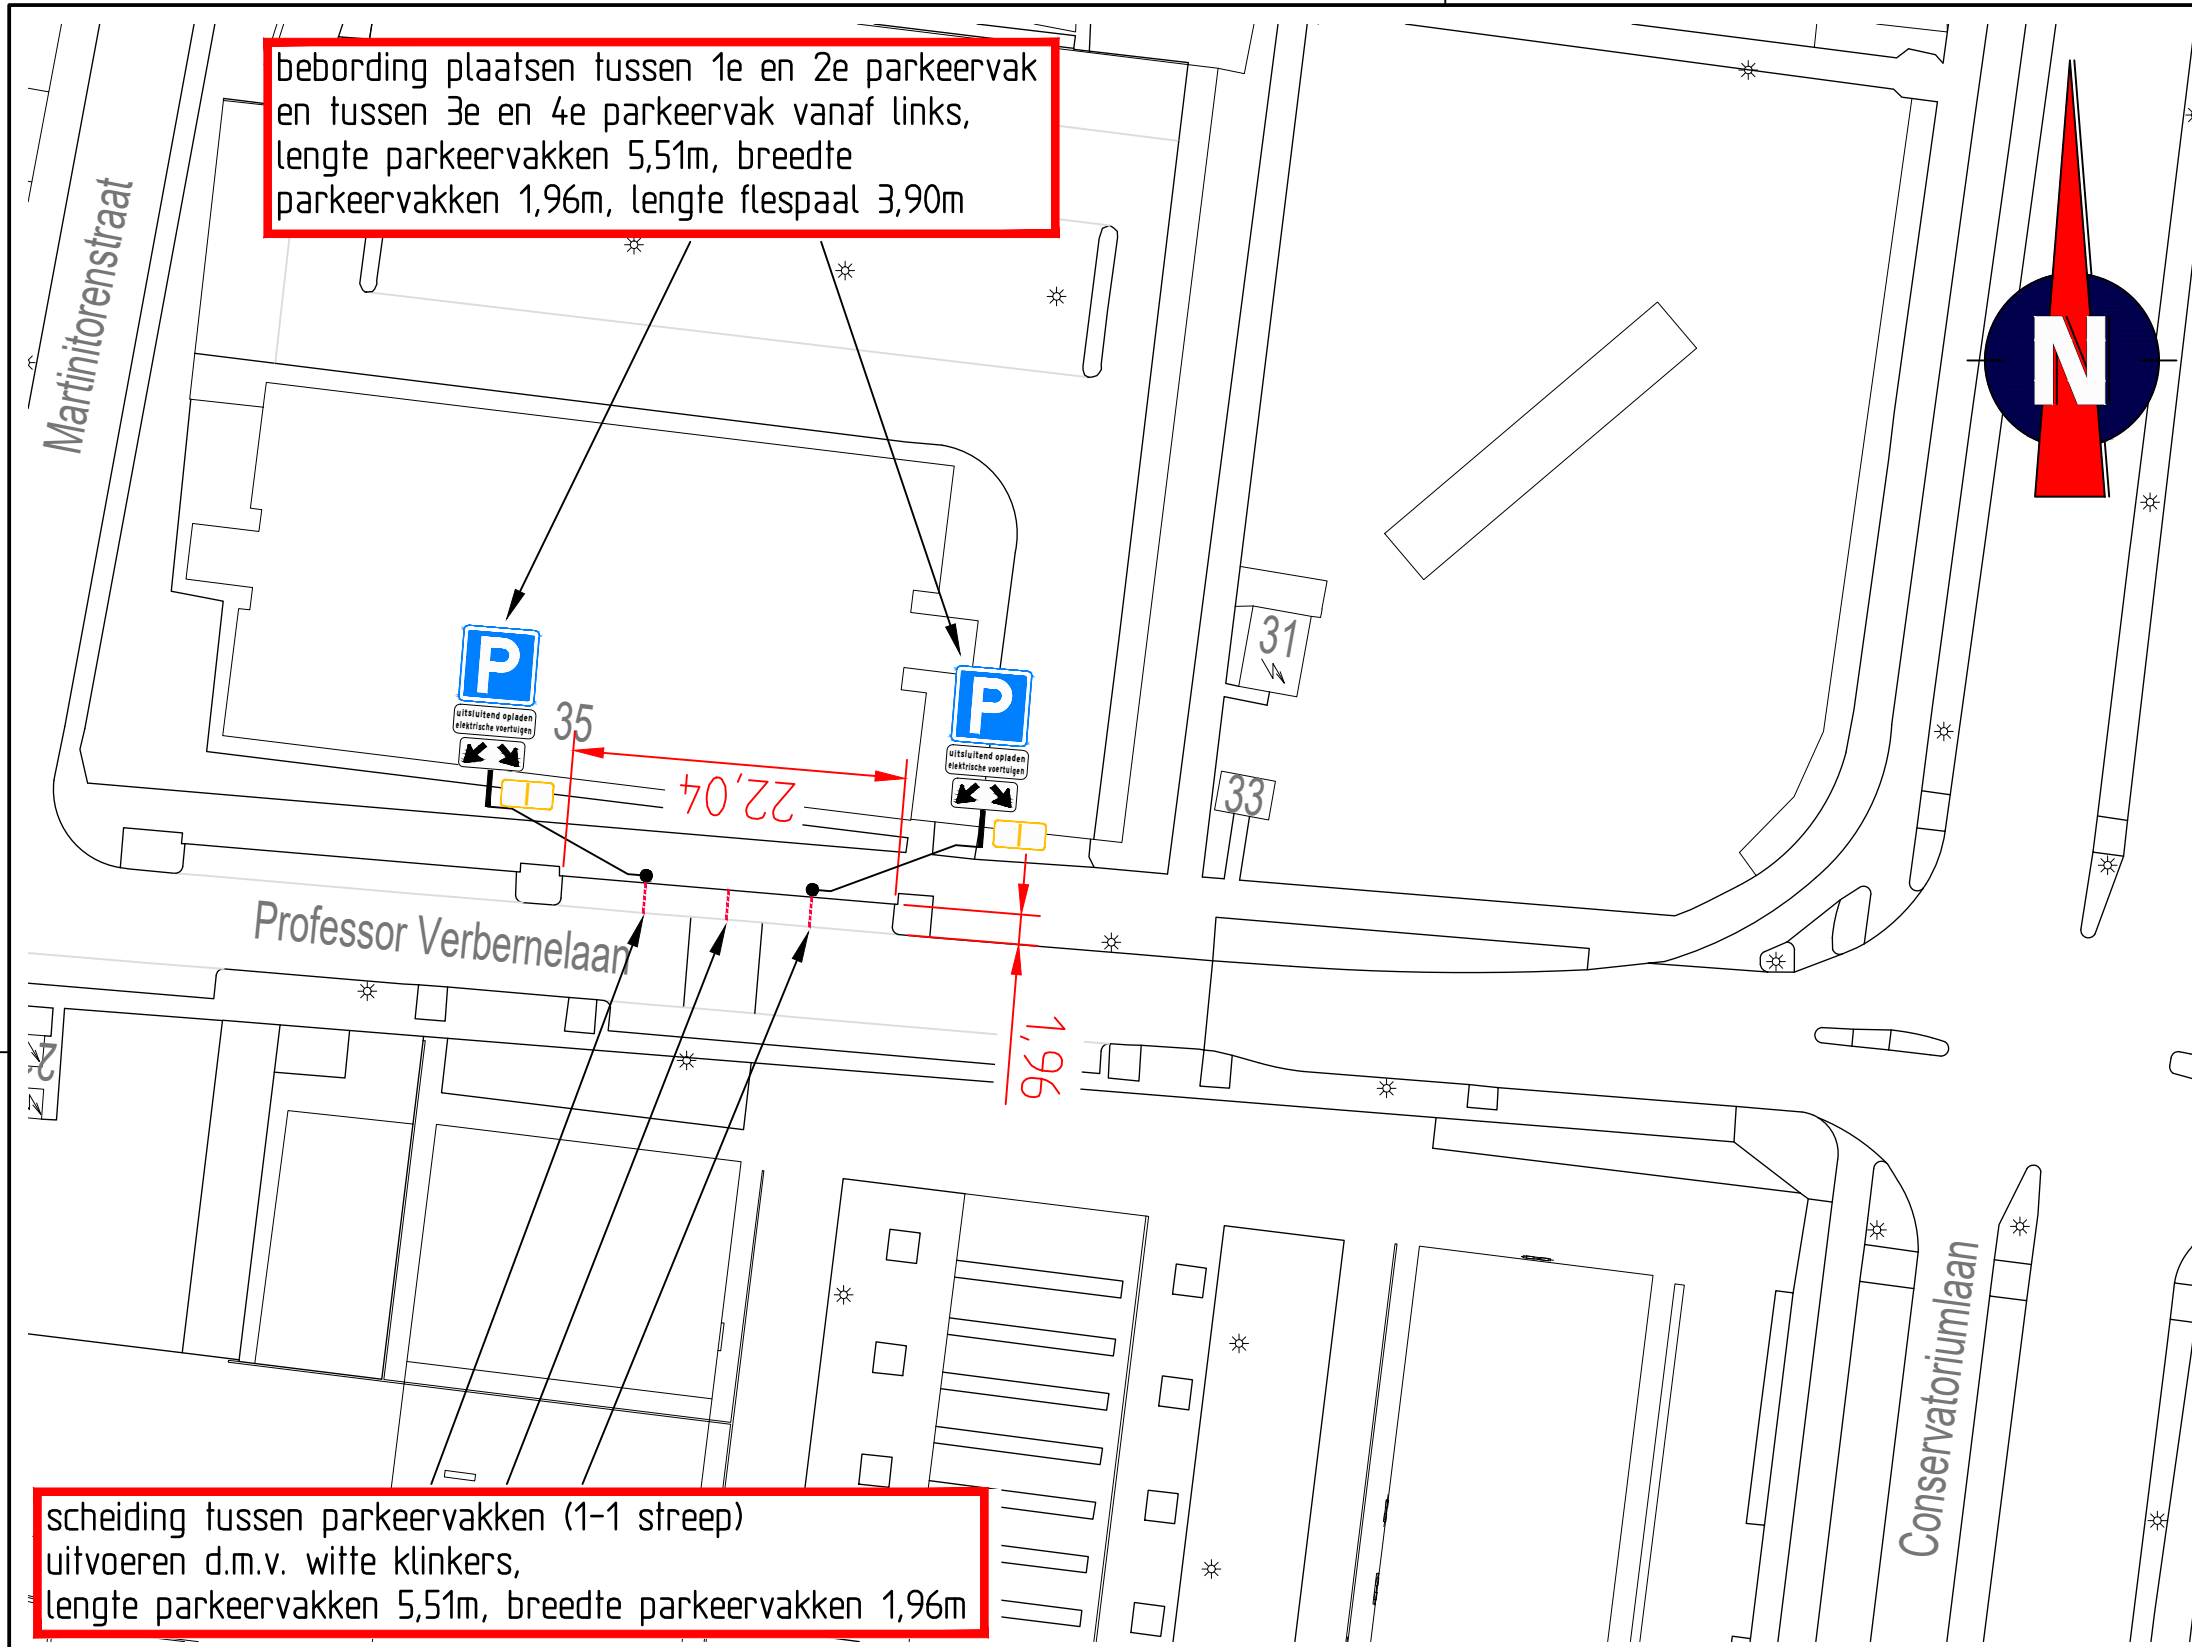 bebording plaatsen tussen 1e en 2e parkeervak
en tussen 3e en 4e parkeervak vanaf links,
lengte parkeervakken 5,51m, breedte
parkeervakken 1,96m, lengte flespaal 3,90m
Martinitorenstraat
N
31
P
uitsluitend opladen
elektrische voertuigen
35
P
uitsluitend opladen
elektrische voertuigen
22,04
33
Professor Verbernelaan
1,96
2
Conservatoriumlaan
scheiding tussen parkeervakken (1-1 streep)
uitvoeren d.m.v. witte klinkers,
lengte parkeervakken 5,51m, breedte parkeervakken 1,96m